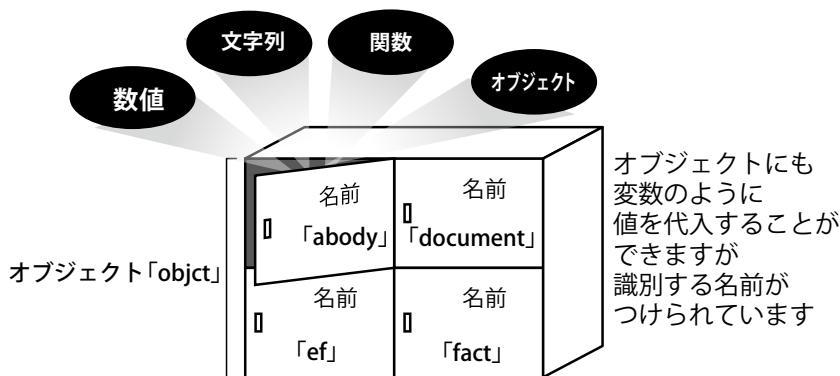 文字列
関数
数値
オブジェクト
名前
「abody」
名前
「document」
オブジェクト「objct」
名前
「ef」
名前
「fact」
オブジェクトにも
変数のように
値を代入することが
できますが
識別する名前が
つけられています